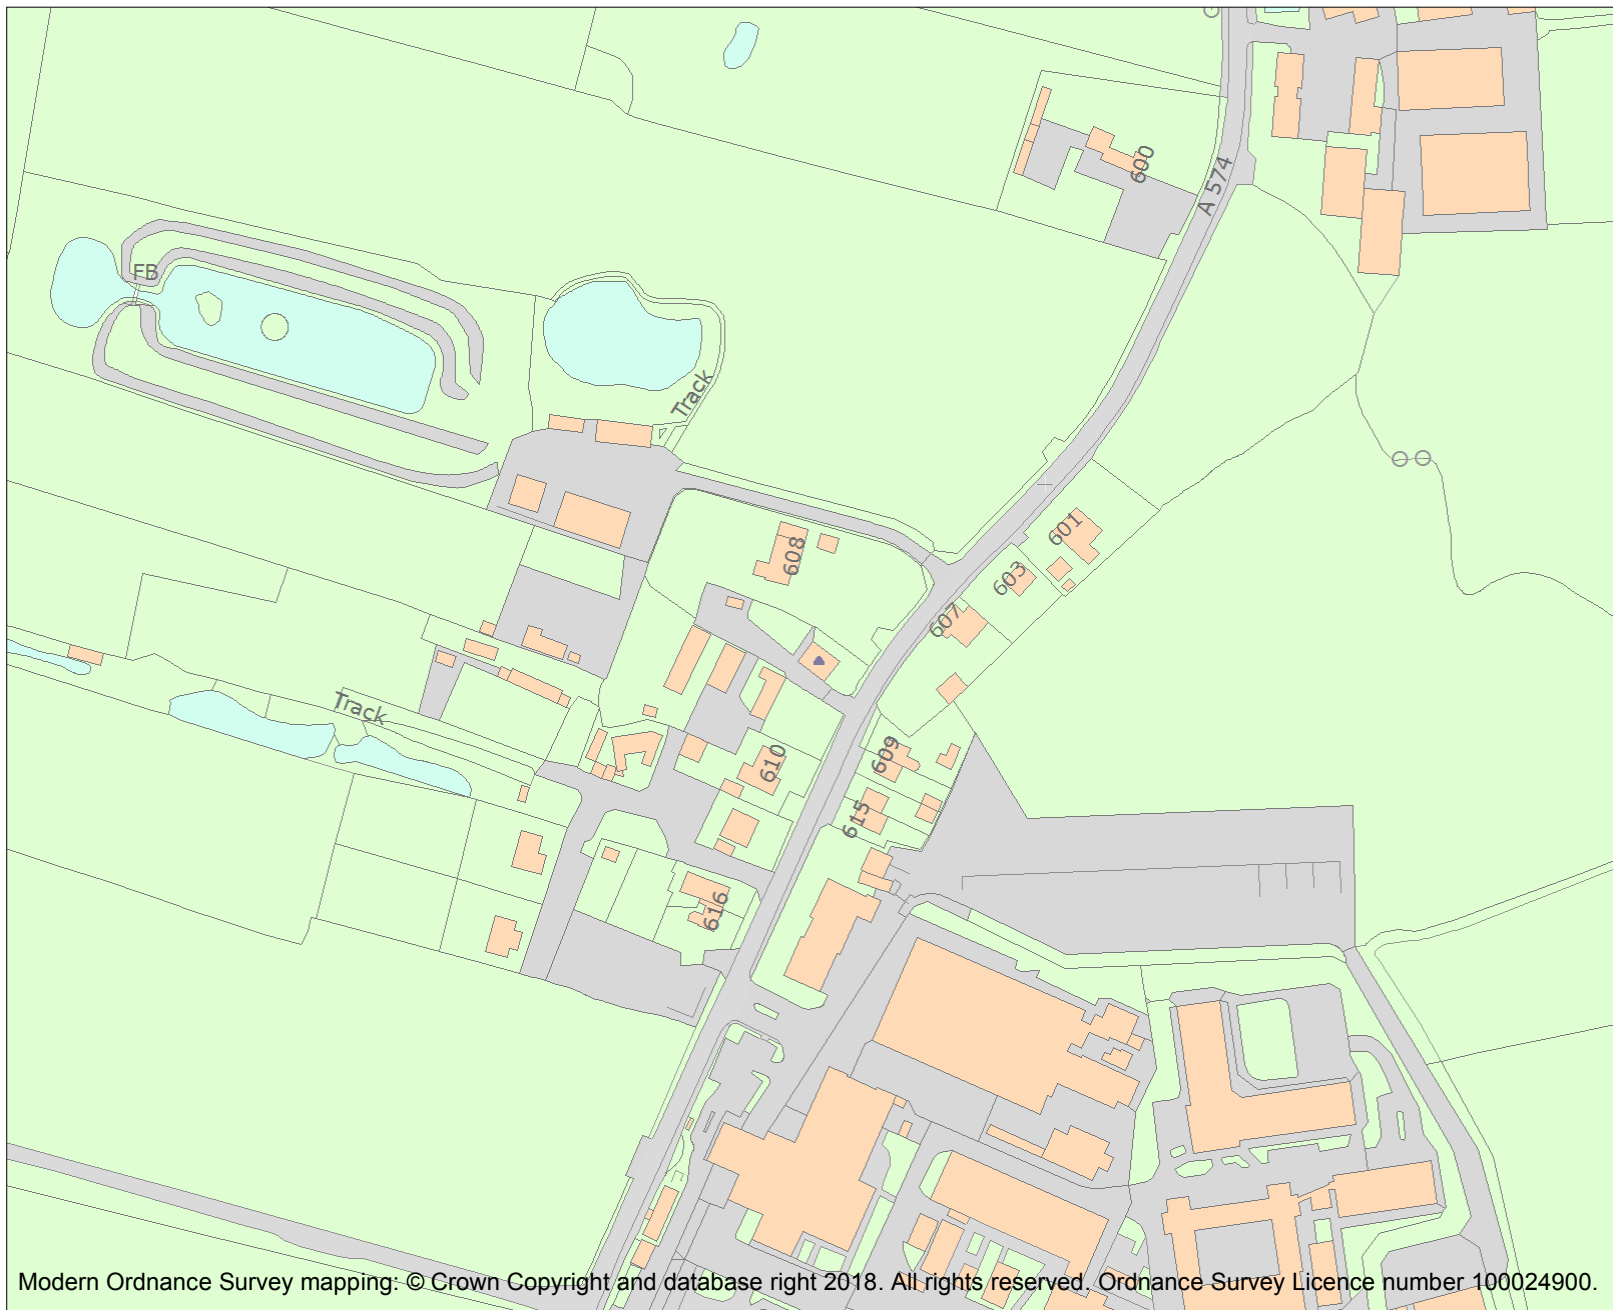 600
A 574
FB
Track
601
608
603
607
Track
609
610
615
616
Modern Ordnance Survey mapping: © Crown Copyright and database right 2018. All rights reserved. Ordnance Survey Licence number 100024900.